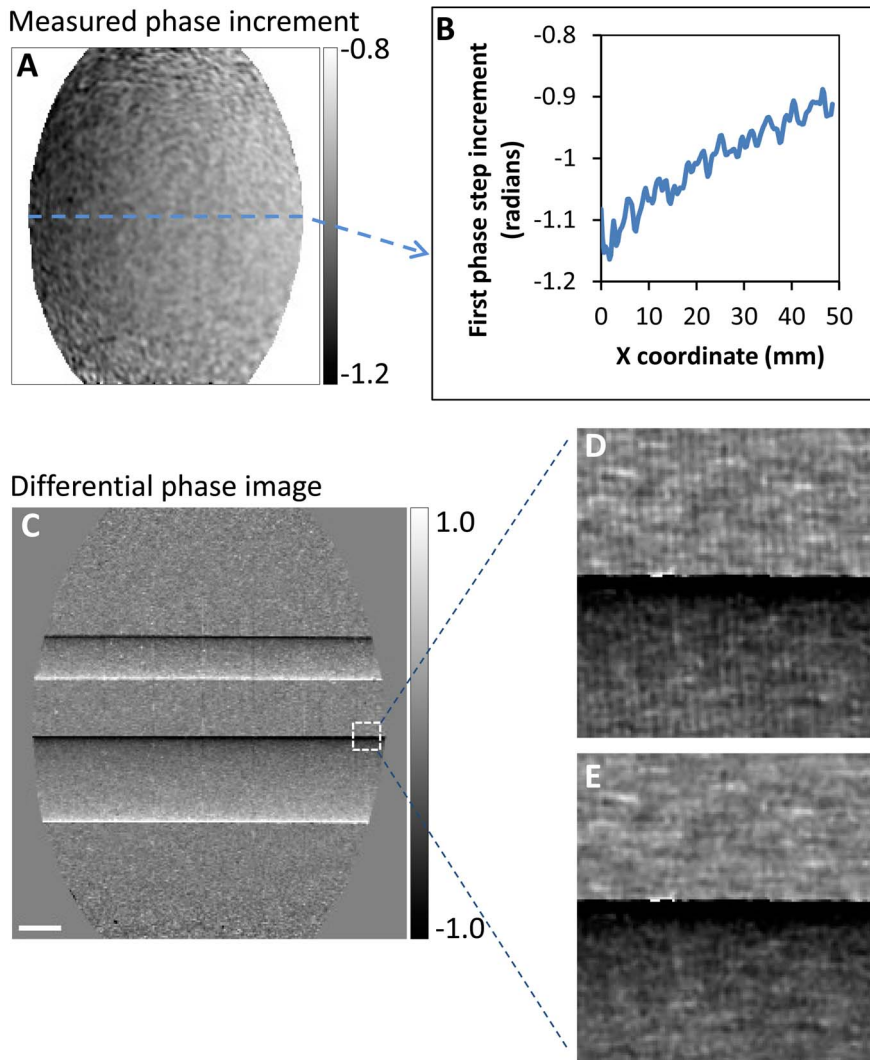 Measured phase increment
A
-0.8
-1.2
B
-0.8
-0.9
-1
-1.1
-1.2
0
10
20
30
40
50
First phase step increment
(radians)
X coordinate (mm)
Differential phase image
C
1.0
-1.0
D
E